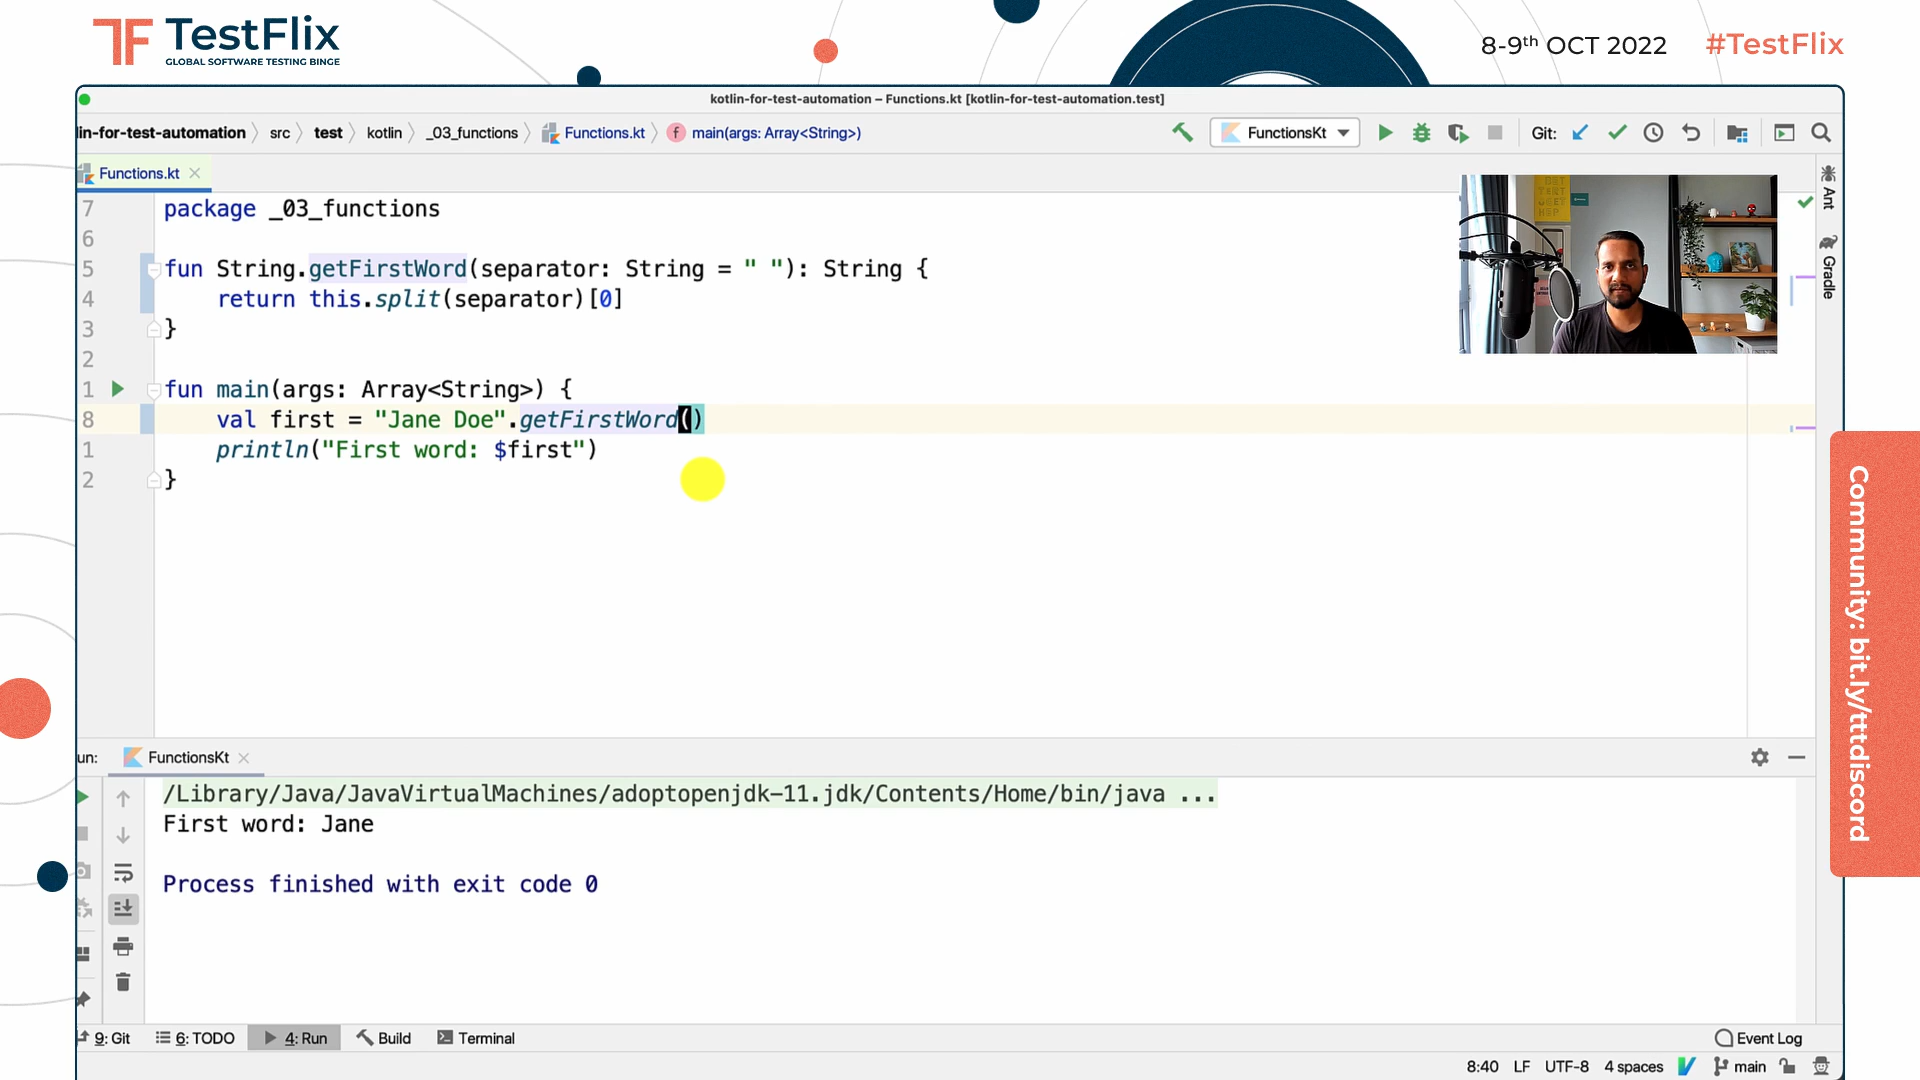 TestFlix
GLOBAL SOFTWARE TESTING BINGE
8-9th OCT 2022
#TestFlix
kotlin-for-test-automation – Functions.kt [kotlin-for-test-automation.test]
lin-for-test-automation
src
test
kotlin
_03_functions
Functions.kt
f
main(args: Array<String>)
FunctionsKt
Git:
Functions.kt
Ant
Gradle
7 package _03_functions
6
5 fun String.getFirstWord(separator: String = " "): String {
4 return this.split(separator)[0]
3 }
2
1 fun main(args: Array<String>) {
8 val first = "Jane Doe".getFirstWord()
1 println("First word: $first")
2 }
Community: bit.ly/tttdiscord
un:
FunctionsKt
/Library/Java/JavaVirtualMachines/adoptopenjdk-11.jdk/Contents/Home/bin/java ...
First word: Jane
Process finished with exit code 0
9: Git
6: TODO
4: Run
Build
Terminal
Event Log
8:40
LF
UTF-8
4 spaces
main